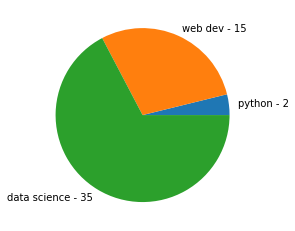 web dev - 15
python - 2
data science - 35